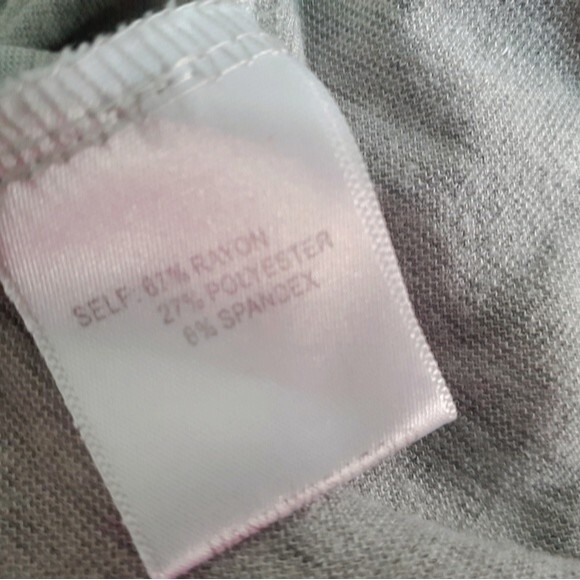 SELF: 67% RAYON
27% POLYESTER
6% SPANDEX